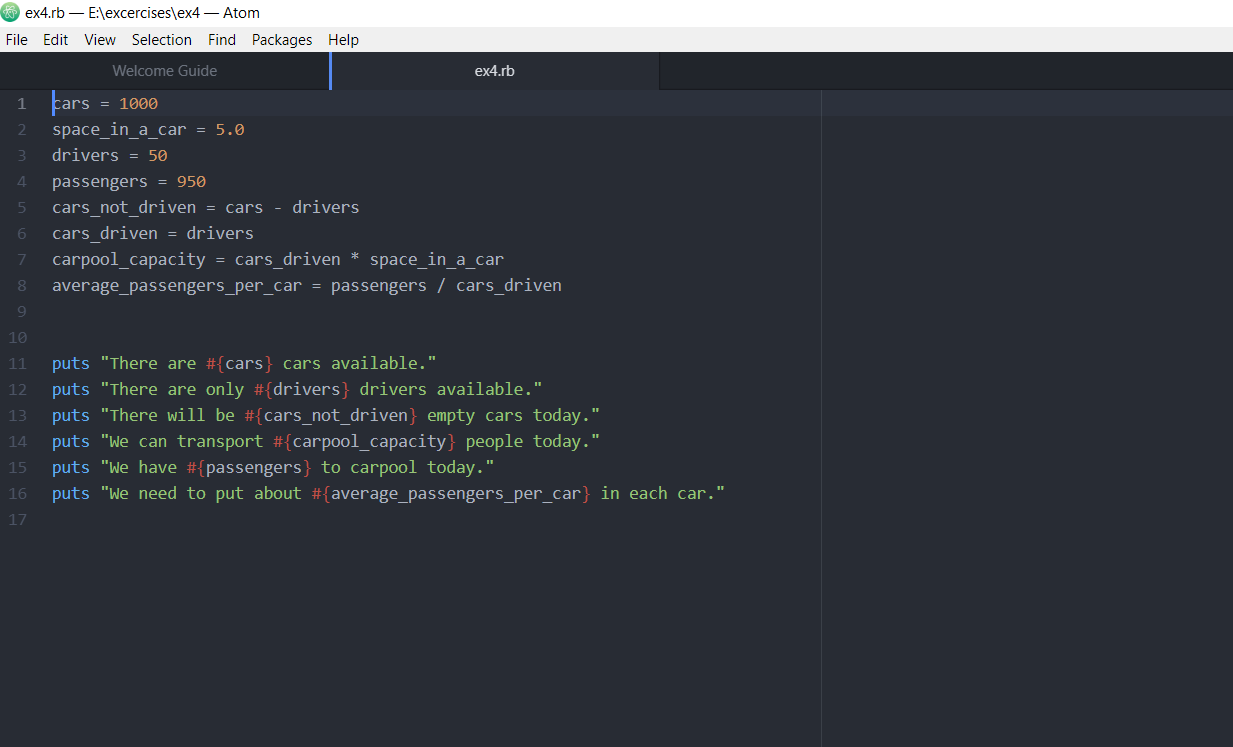 ex4.rb — E:\excercises\ex4 — Atom
File Edit View Selection Find Packages Help
Welcome Guide ex4.rb
1 cars = 1000
2 space_in_a_car = 5.0
3 drivers = 50
4 passengers = 950
5 cars_not_driven = cars - drivers
6 cars_driven = drivers
7 carpool_capacity = cars_driven * space_in_a_car
8 average_passengers_per_car = passengers / cars_driven
9
10
11 puts "There are #{cars} cars available."
12 puts "There are only #{drivers} drivers available."
13 puts "There will be #{cars_not_driven} empty cars today."
14 puts "We can transport #{carpool_capacity} people today."
15 puts "We have #{passengers} to carpool today."
16 puts "We need to put about #{average_passengers_per_car} in each car."
17